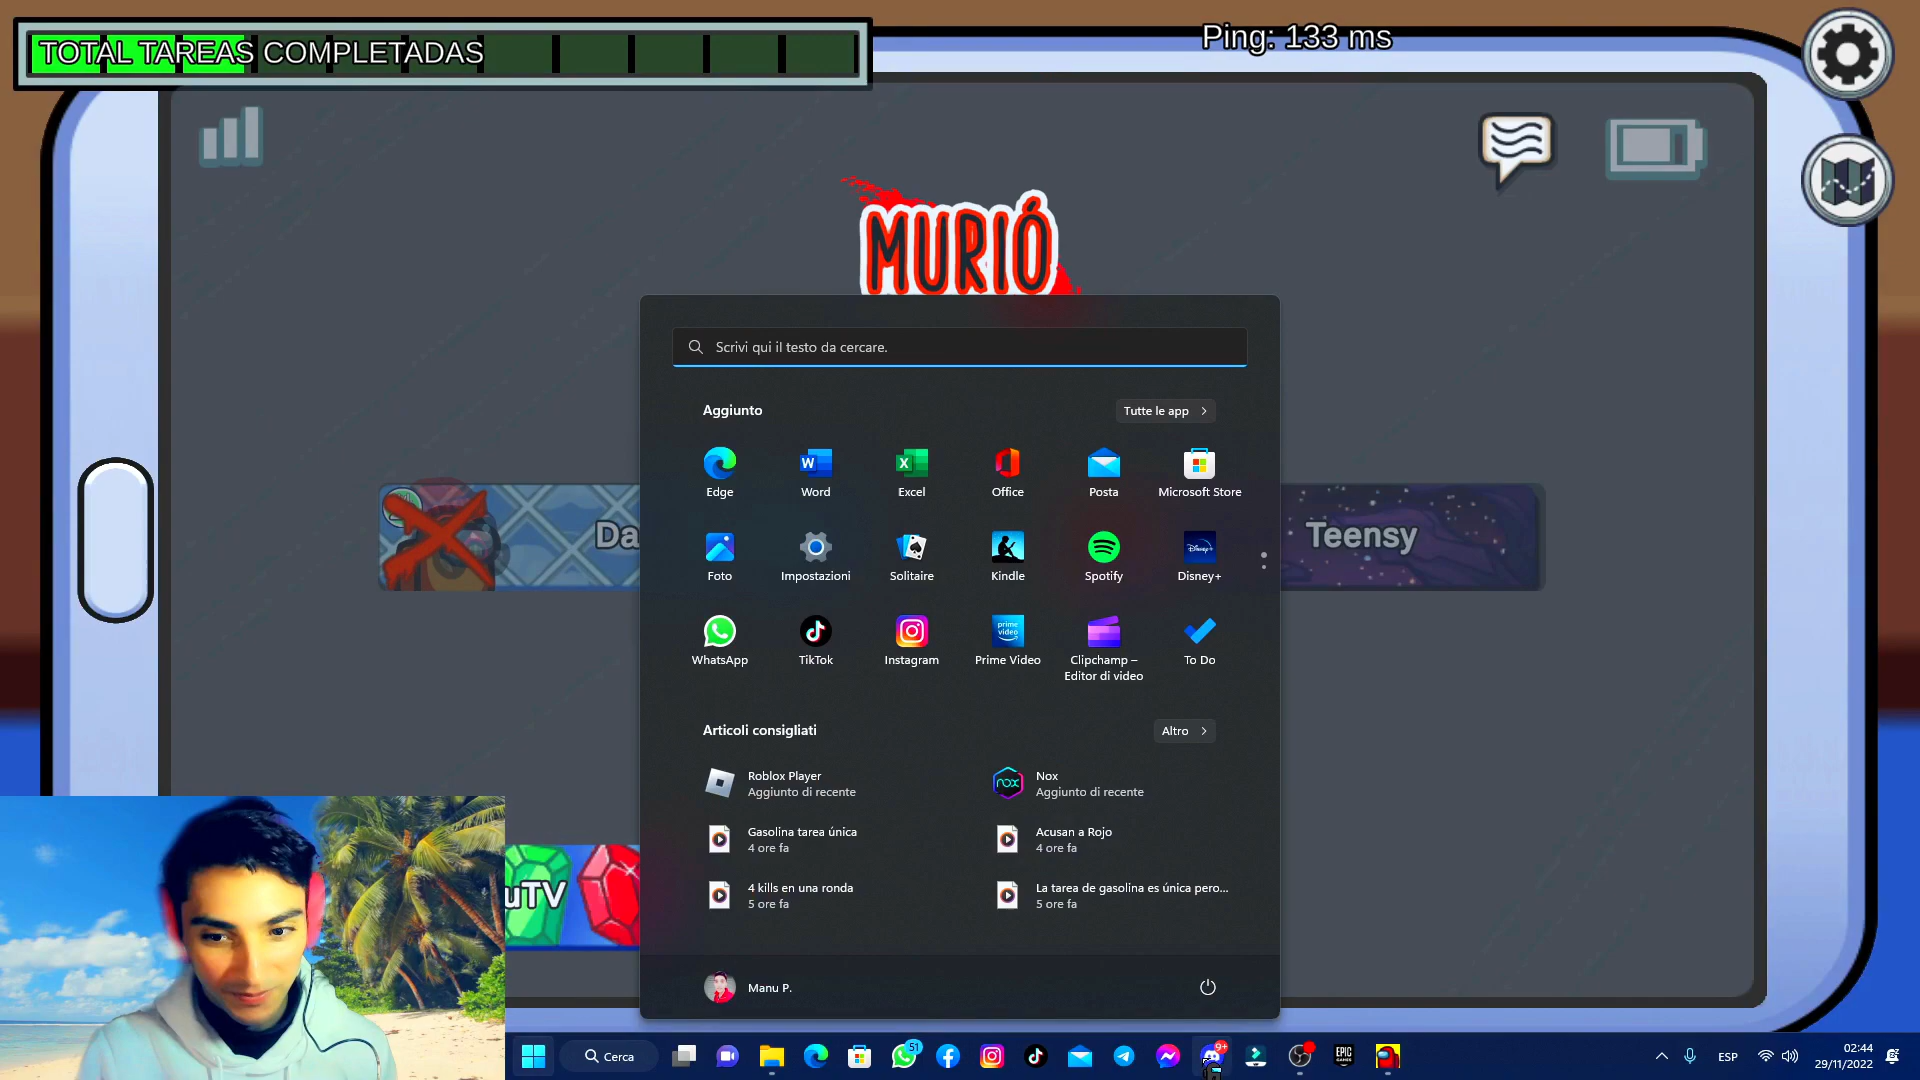 TOTAL TAREAS COMPLETADAS
Ping: 133 ms
MURIÓ
Scrivi qui il testo da cercare.
Aggiunto
Tutte le app
Edge
Word
Excel
Office
Posta
Microsoft Store
Foto
Impostazioni
Solitaire
Kindle
Spotify
Disney+
WhatsApp
TikTok
Instagram
Prime Video
Clipchamp –
Editor di video
To Do
Da
Teensy
Articoli consigliati
Altro
Roblox Player
Aggiunto di recente
Nox
Aggiunto di recente
Gasolina tarea única
4 ore fa
Acusan a Rojo
4 ore fa
4 kills en una ronda
5 ore fa
La tarea de gasolina es única pero...
5 ore fa
uTV
Manu P.
Cerca
51
9+
EPIC
GAMES
ESP
02:44
29/11/2022